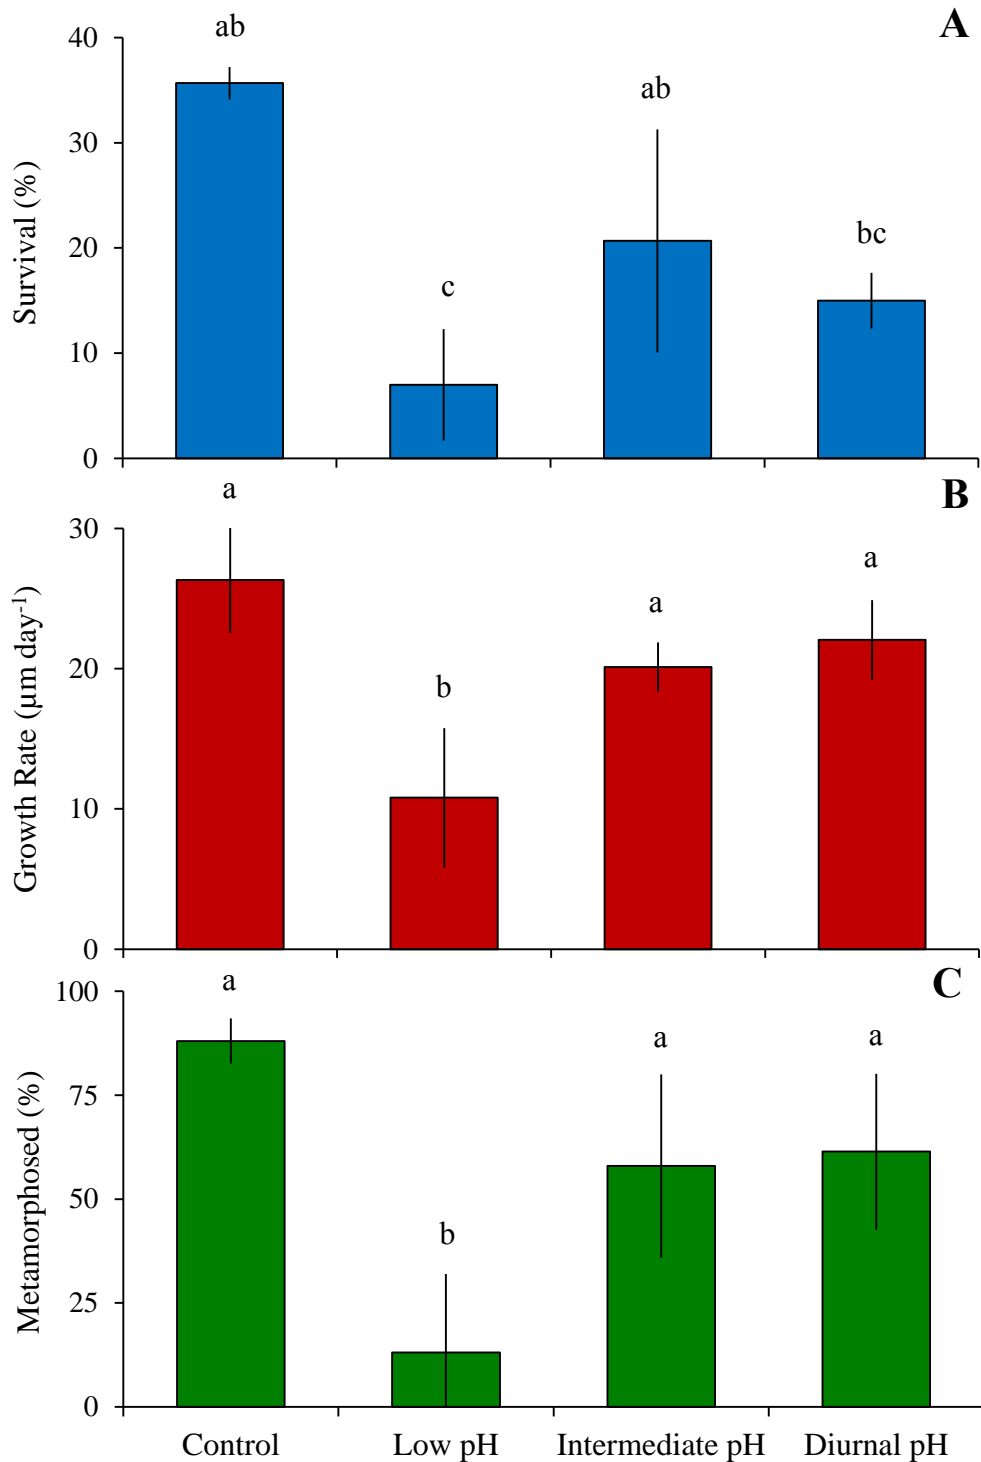 A
ab
40
ab
30
Survival (%)
bc
20
c
10
0
B
a
30
a
Growth Rate (µm day⁻¹)
a
20
b
10
0
C
a
100
a
a
75
Metamorphosed (%)
50
b
25
0
Control Low pH Intermediate pH Diurnal pH